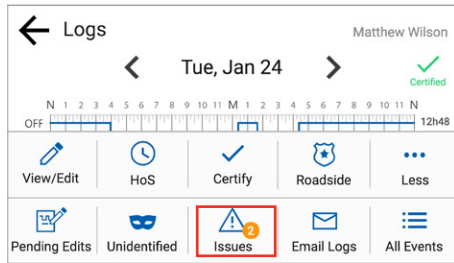 Logs Matthew Wilson
Tue, Jan 24
Certified
N 1 2 3 4 5 6 7 8 9 10 11 M 1 2 3 4 5 6 7 8 9 10 11 N
OFF 12h48
View/Edit HoS Certify Roadside Less
2
Pending Edits Unidentified Issues Email Logs All Events